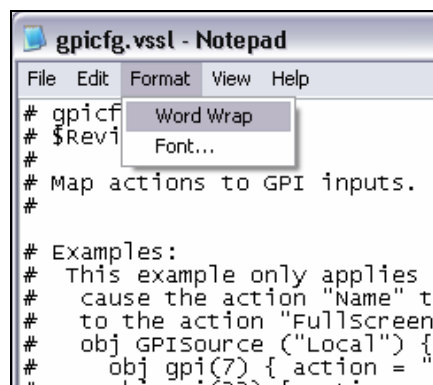 gpicfg.vssl - Notepad
File Edit Format View Help
# gpicf
Word Wrap
# $Revi
Font...
#
# Map actions to GPI inputs.
#
# Examples:
# This example only applies
# cause the action "Name" t
# to the action "FullScreen
# obj GPISource ("Local") {
# obj gpi(7) { action = "